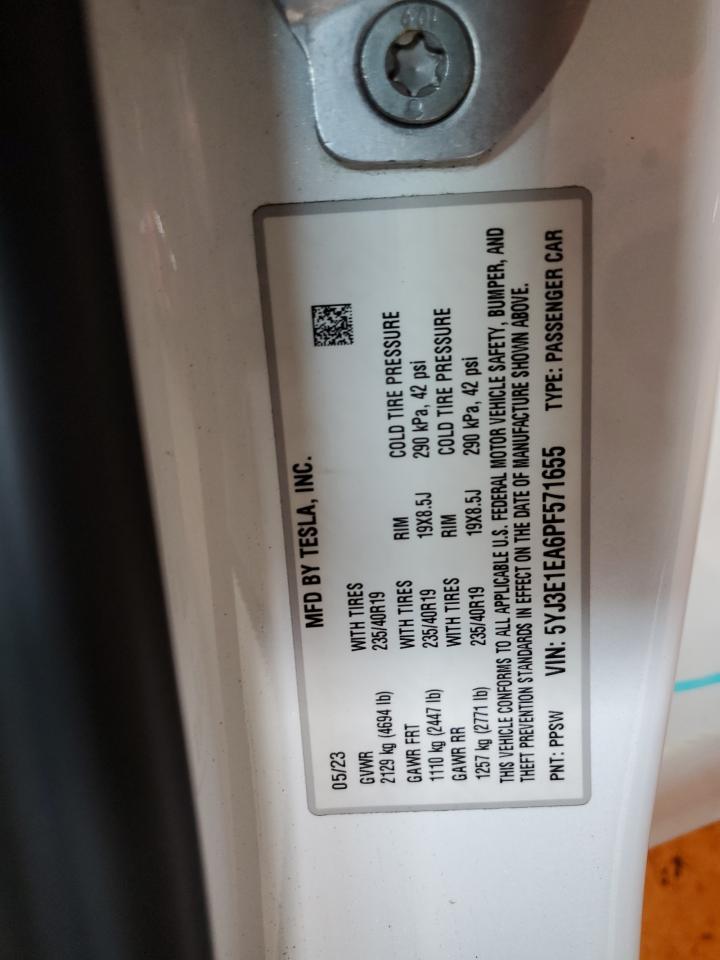 MFD BY TESLA, INC.
05/23
GVWR WITH TIRES
2129 kg (4694 lb) 235/40R19
GAWR FRT WITH TIRES RIM COLD TIRE PRESSURE
1110 kg (2447 lb) 235/40R19 19X8.5J 290 kPa, 42 psi
GAWR RR WITH TIRES RIM COLD TIRE PRESSURE
1257 kg (2771 lb) 235/40R19 19X8.5J 290 kPa, 42 psi
THIS VEHICLE CONFORMS TO ALL APPLICABLE U.S. FEDERAL MOTOR VEHICLE SAFETY, BUMPER, AND
THEFT PREVENTION STANDARDS IN EFFECT ON THE DATE OF MANUFACTURE SHOWN ABOVE.
PNT: PPSW VIN: 5YJ3E1EA6PF571655 TYPE: PASSENGER CAR